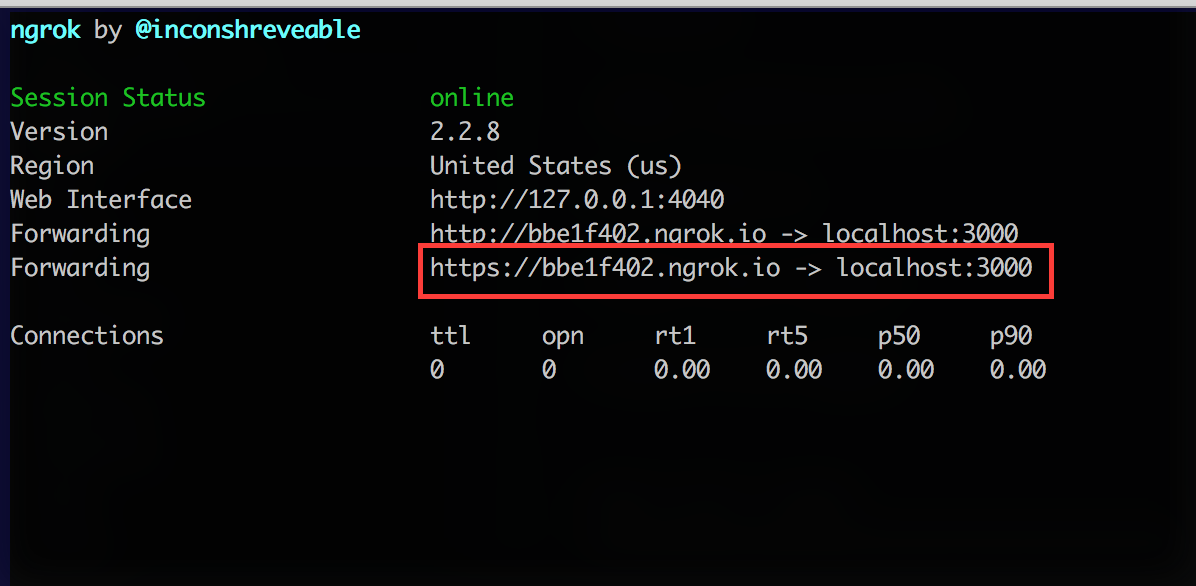 ngrok by @inconshreveable
Session Status online
Version 2.2.8
Region United States (us)
Web Interface http://127.0.0.1:4040
Forwarding http://bbe1f402.ngrok.io -> localhost:3000
Forwarding https://bbe1f402.ngrok.io -> localhost:3000
Connections ttl opn rt1 rt5 p50 p90
0 0 0.00 0.00 0.00 0.00